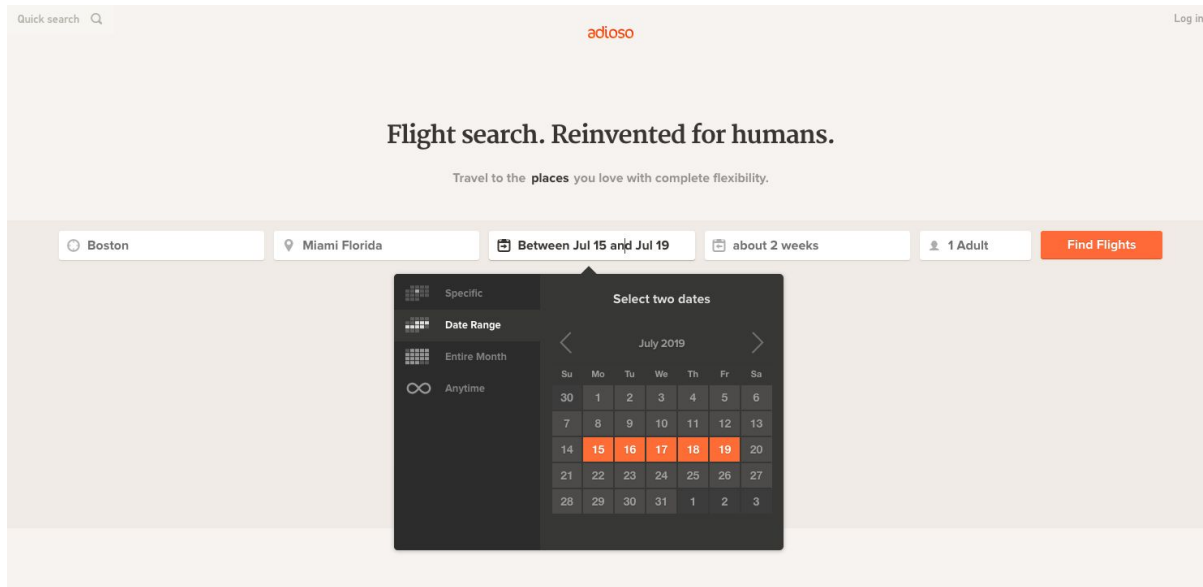 Quick search
Log in
adioso
Flight search. Reinvented for humans.
Travel to the places you love with complete flexibility.
Boston
Miami Florida
Between Jul 15 and Jul 19
about 2 weeks
1 Adult
Find Flights
Specific
Date Range
Entire Month
Anytime
Select two dates
July 2019
Su Mo Tu We Th Fr Sa
30 1 2 3 4 5 6
7 8 9 10 11 12 13
14 15 16 17 18 19 20
21 22 23 24 25 26 27
28 29 30 31 1 2 3